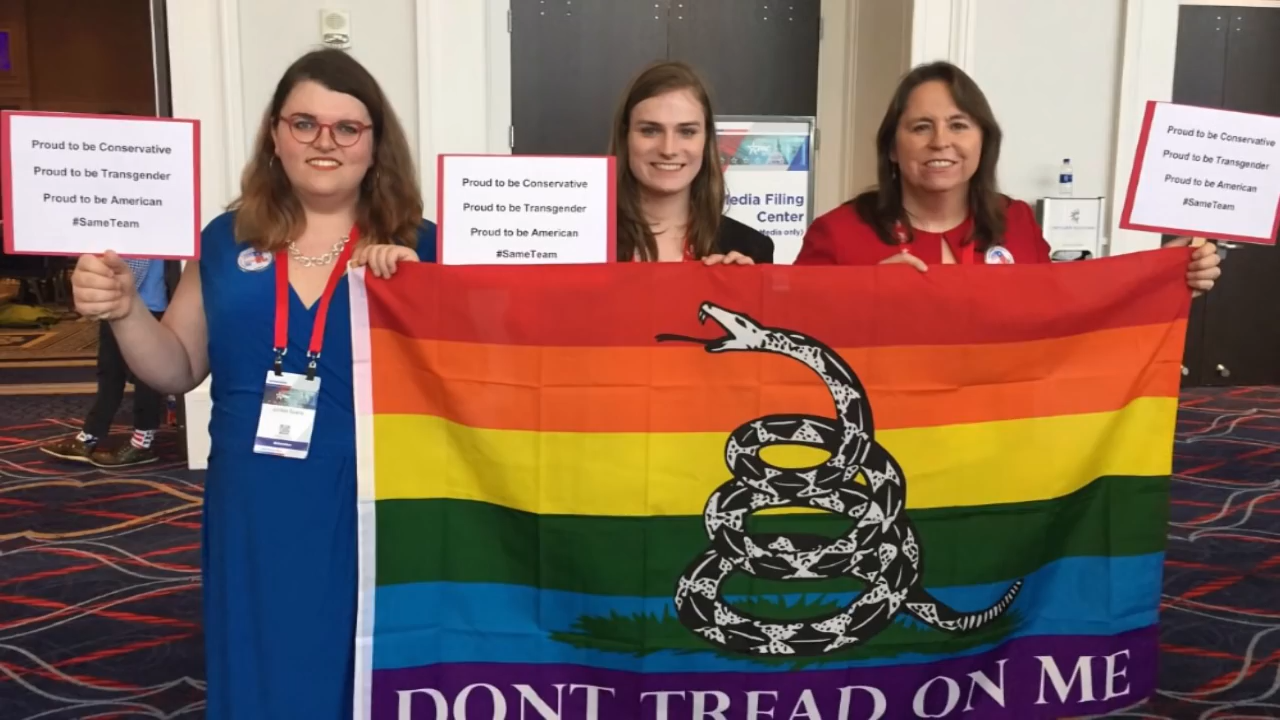 Proud to be Conservative
Proud to be Transgender
Proud to be American
#SameTeam
Proud to be Conservative
Proud to be Transgender
Proud to be American
#SameTeam
Media Filing
Center
(Media only)
Proud to be Conservative
Proud to be Transgender
Proud to be American
#SameTeam
DONT TREAD ON ME